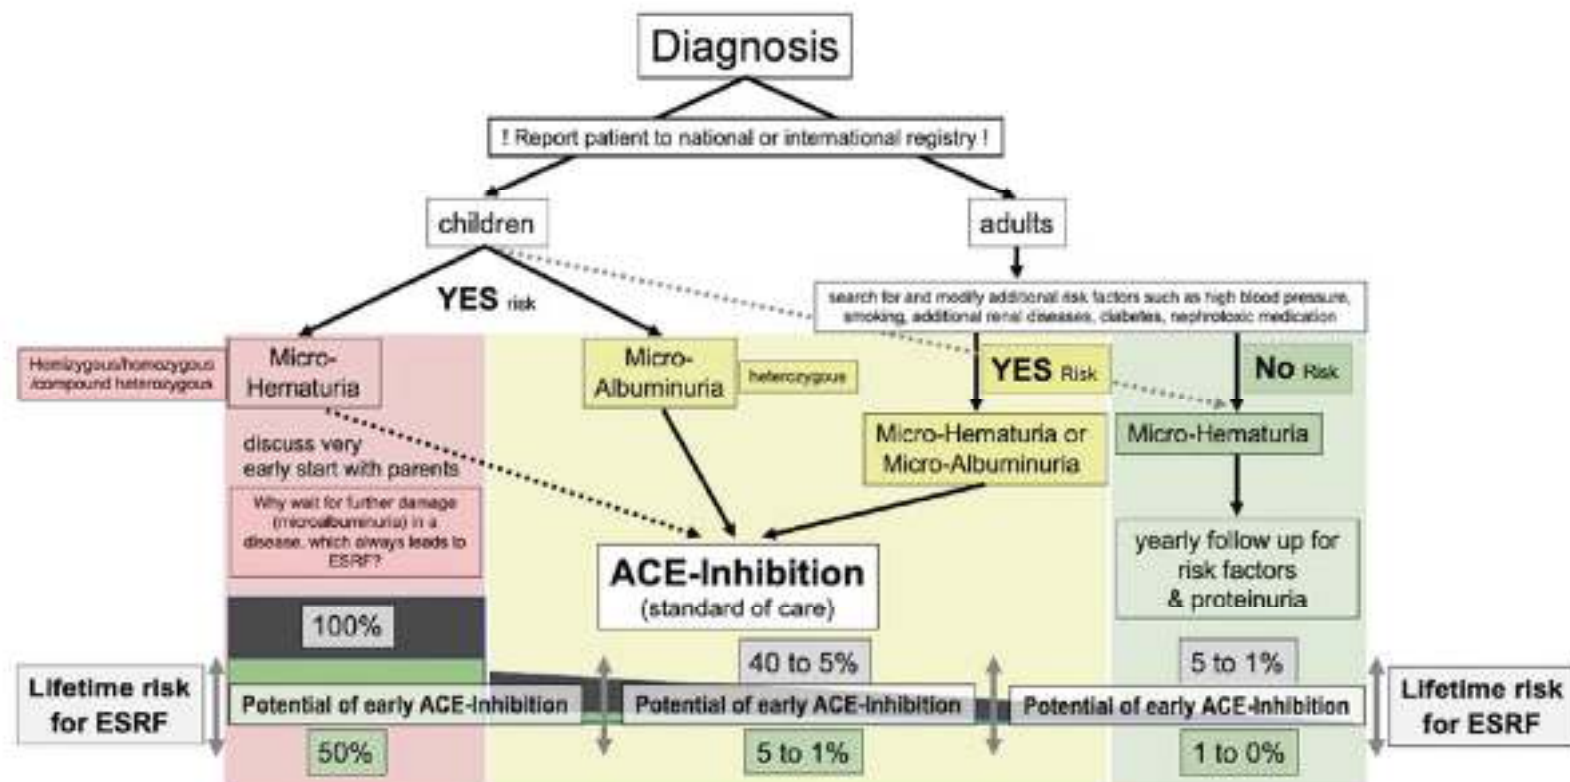 Diagnosis
! Report patient to national or international registry !
children
adults
YES risk
search for and modify additional risk factors such as high blood pressure,
smoking, additional renal diseases, diabetes, nephrotoxic medication
Hemizygous/homozygous
/compound heterozygous
Micro-
Hematuria
Micro-
Albuminuria
heterozygous
YES Risk
No Risk
Micro-Hematuria or
Micro-Albuminuria
Micro-Hematuria
discuss very
early start with parents
Why wait for further damage
(microalbuminuria) in a
disease, which always leads to
ESRF?
ACE-Inhibition
(standard of care)
yearly follow up for
risk factors
& proteinuria
100%
40 to 5%
5 to 1%
Lifetime risk
for ESRF
Potential of early ACE-Inhibition
Potential of early ACE-Inhibition
Potential of early ACE-Inhibition
Lifetime risk
for ESRF
50%
5 to 1%
1 to 0%